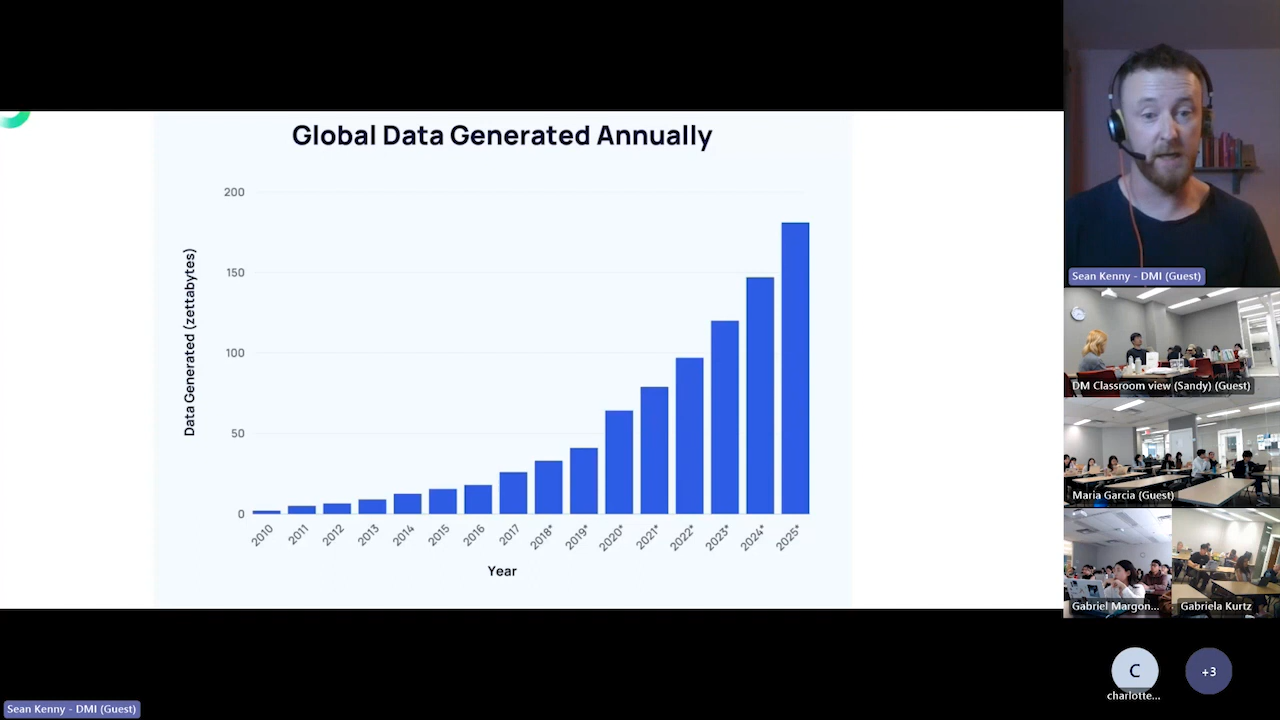 Global Data Generated Annually
Data Generated (zettabytes)
200
150
100
50
0
2010
2011
2012
2013
2014
2015
2016
2017
2018*
2019*
2020*
2021*
2022*
2023*
2024*
2025*
Year
Sean Kenny - DMI (Guest)
Sean Kenny - DMI (Guest)
DM Classroom view (Sandy) (Guest)
Maria Garcia (Guest)
Gabriel Margon...
Gabriela Kurtz
C
charlotte...
+3